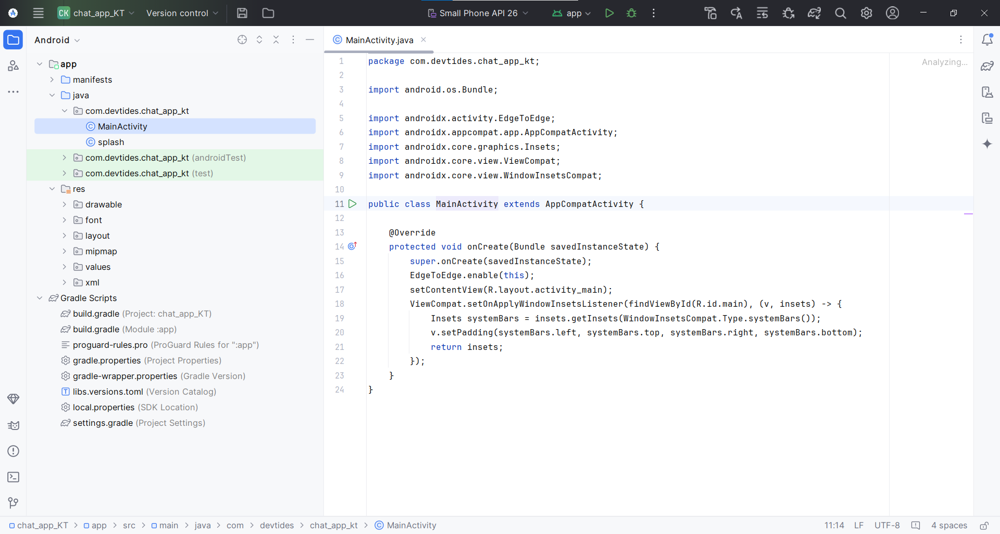 CK chat_app_KT Version control Small Phone API 26 app
Android
MainActivity.java
app
manifests
java
com.devtides.chat_app_kt
MainActivity
splash
com.devtides.chat_app_kt (androidTest)
com.devtides.chat_app_kt (test)
res
drawable
font
layout
mipmap
values
xml
Gradle Scripts
build.gradle (Project: chat_app_KT)
build.gradle (Module :app)
proguard-rules.pro (ProGuard Rules for ":app")
gradle.properties (Project Properties)
gradle-wrapper.properties (Gradle Version)
libs.versions.toml (Version Catalog)
local.properties (SDK Location)
settings.gradle (Project Settings)
Analyzing...
1 package com.devtides.chat_app_kt;
2
3 import android.os.Bundle;
4
5 import androidx.activity.EdgeToEdge;
6 import androidx.appcompat.app.AppCompatActivity;
7 import androidx.core.graphics.Insets;
8 import androidx.core.view.ViewCompat;
9 import androidx.core.view.WindowInsetsCompat;
10
11 public class MainActivity extends AppCompatActivity {
12
13 @Override
14 protected void onCreate(Bundle savedInstanceState) {
15 super.onCreate(savedInstanceState);
16 EdgeToEdge.enable(this);
17 setContentView(R.layout.activity_main);
18 ViewCompat.setOnApplyWindowInsetsListener(findViewById(R.id.main), (v, insets) -> {
19 Insets systemBars = insets.getInsets(WindowInsetsCompat.Type.systemBars());
20 v.setPadding(systemBars.left, systemBars.top, systemBars.right, systemBars.bottom);
21 return insets;
22 });
23 }
24 }
chat_app_KT > app > src > main > java > com > devtides > chat_app_kt > MainActivity
11:14 LF UTF-8 4 spaces